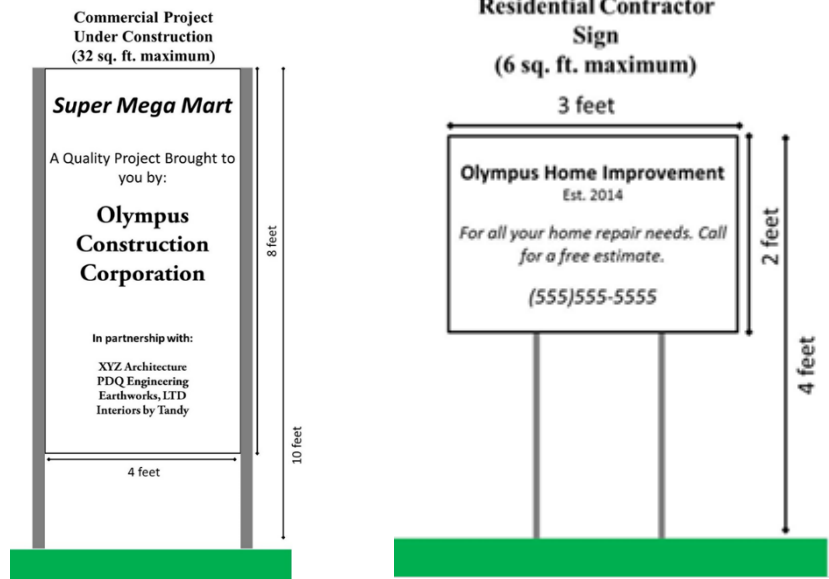 Commercial Project
Under Construction
(32 sq. ft. maximum)
Super Mega Mart
A Quality Project Brought to
you by:
Olympus
Construction
Corporation
In partnership with:
XYZ Architecture
PDQ Engineering
Earthworks, LTD
Interiors by Tandy
8 feet
10 feet
4 feet
Residential Contractor
Sign
(6 sq. ft. maximum)
3 feet
Olympus Home Improvement
Est. 2014
For all your home repair needs. Call
for a free estimate.
(555)555-5555
2 feet
4 feet